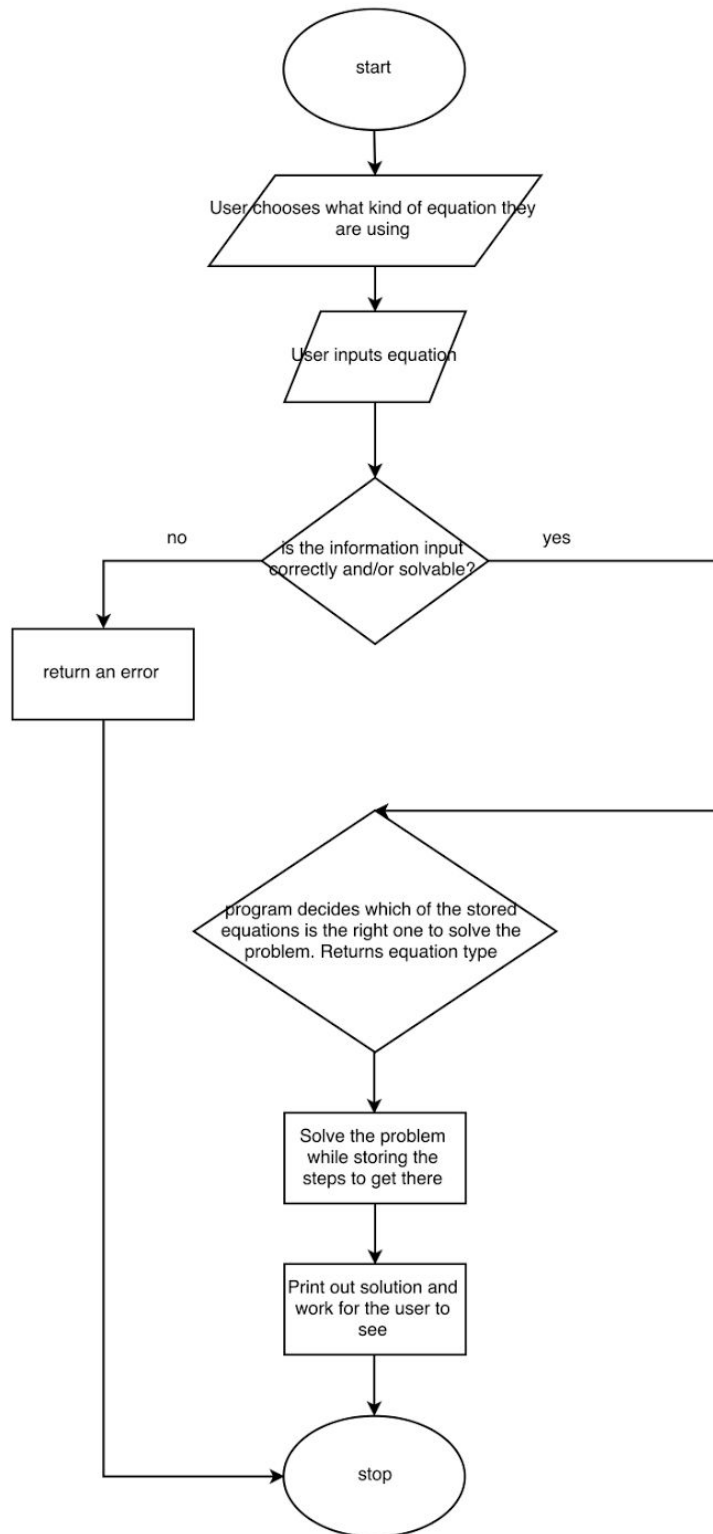 start
User chooses what kind of equation they
are using
User inputs equation
is the information input
correctly and/or solvable?
no
yes
return an error
program decides which of the stored
equations is the right one to solve the
problem. Returns equation type
Solve the problem
while storing the
steps to get there
Print out solution and
work for the user to
see
stop